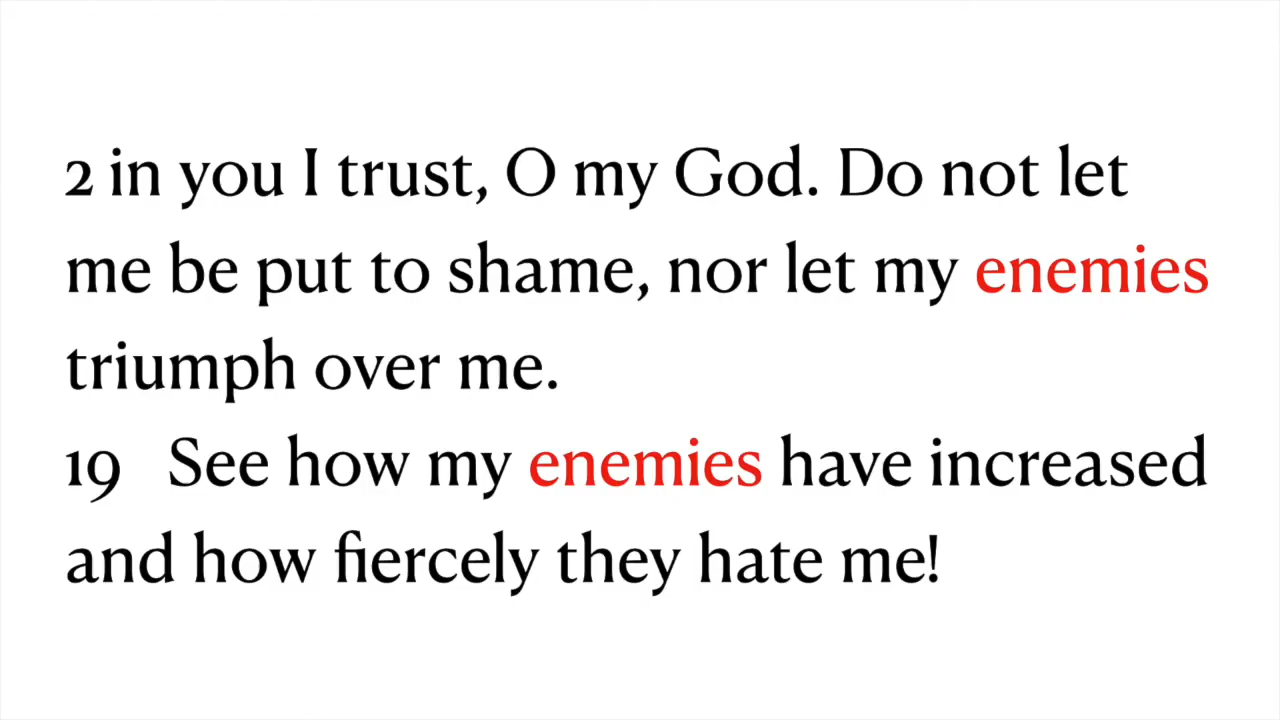 2 in you I trust, O my God. Do not let
me be put to shame, nor let my enemies
triumph over me.
19 See how my enemies have increased
and how fiercely they hate me!